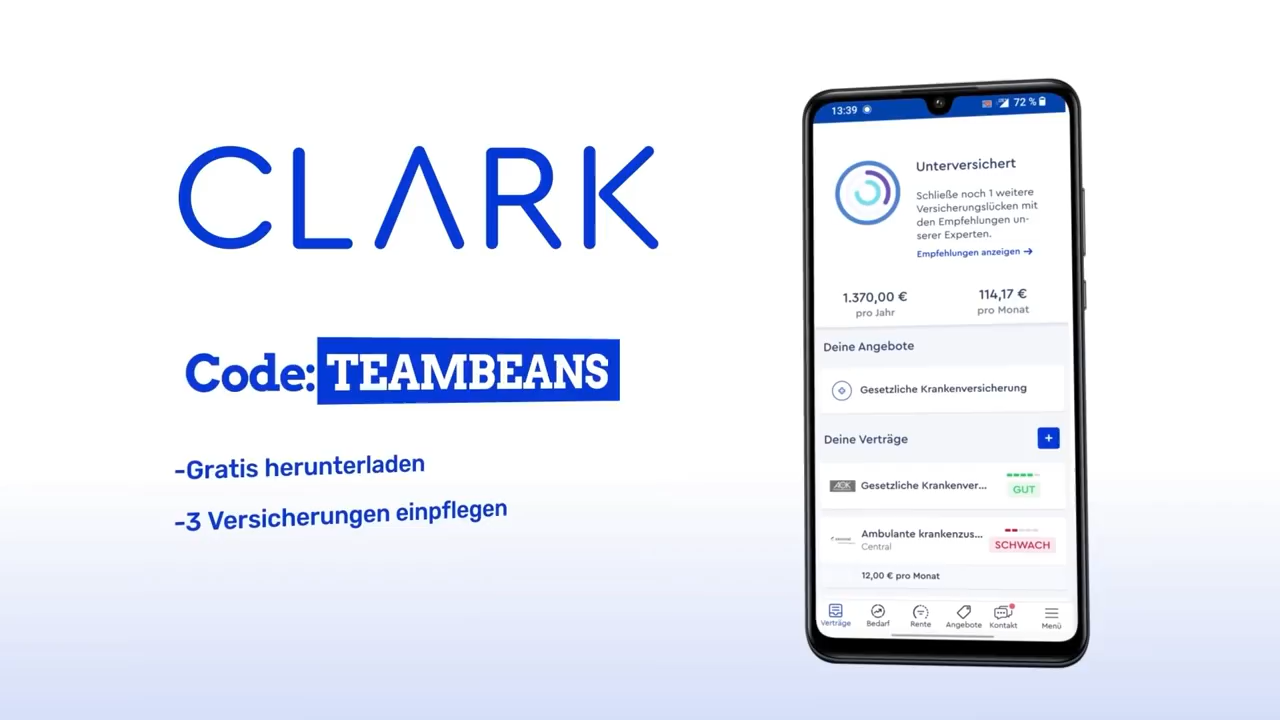 CLARK
Code: TEAMBEANS
-Gratis herunterladen
-3 Versicherungen einpflegen
13:39
72 %
Unterversichert
Schließe noch 1 weitere
Versicherungslücken mit
den Empfehlungen un-
serer Experten.
Empfehlungen anzeigen →
1.370,00 €
114,17 €
pro Jahr
pro Monat
Deine Angebote
Gesetzliche Krankenversicherung
Deine Verträge
+
AOK
Gesetzliche Krankenver...
GUT
Ambulante krankenzus...
Central
SCHWACH
12,00 € pro Monat
Verträge
Bedarf
Rente
Angebote
Kontakt
Menü